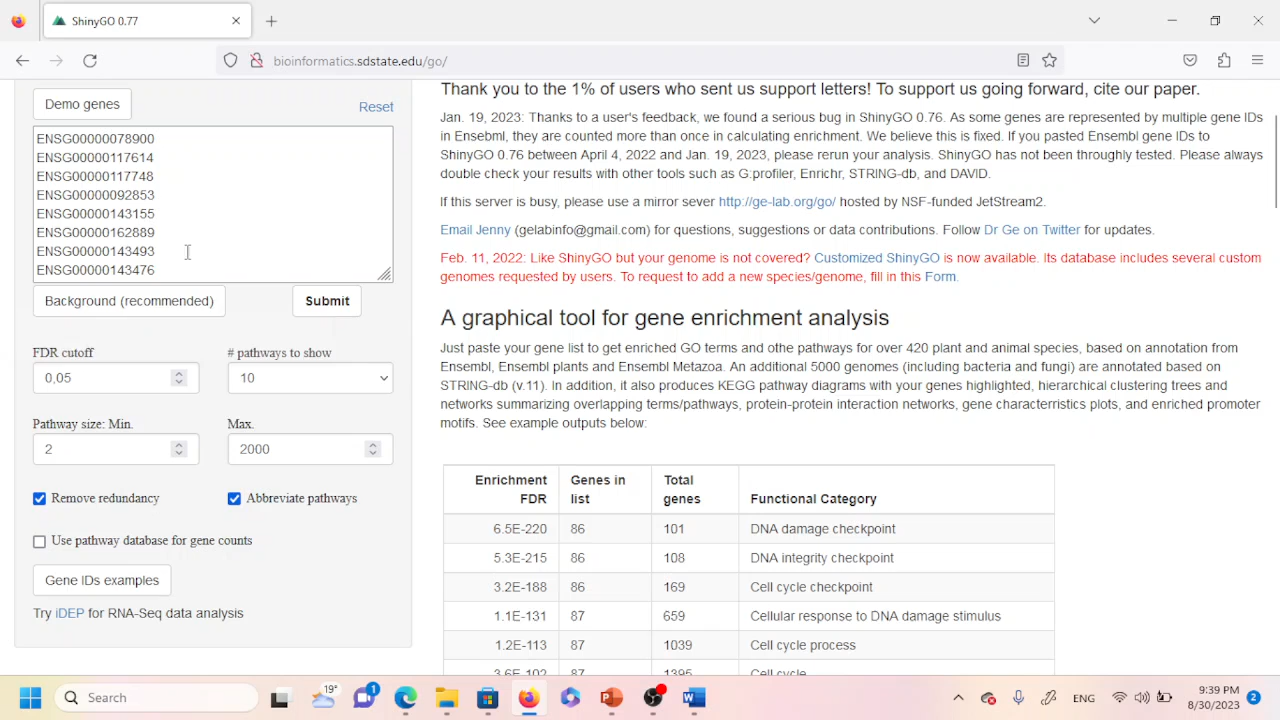 ShinyGO 0.77
bioinformatics.sdstate.edu/go/
Demo genes
Reset
ENSG00000078900
ENSG00000117614
ENSG00000117748
ENSG00000092853
ENSG00000143155
ENSG00000162889
ENSG00000143493
ENSG00000143476
Background (recommended)
Submit
FDR cutoff
# pathways to show
0.05
10
Pathway size: Min.
Max.
2
2000
Remove redundancy
Abbreviate pathways
Use pathway database for gene counts
Gene IDs examples
Try iDEP for RNA-Seq data analysis
Thank you to the 1% of users who sent us support letters! To support us going forward, cite our paper.
Jan. 19, 2023: Thanks to a user's feedback, we found a serious bug in ShinyGO 0.76. As some genes are represented by multiple gene IDs
in Ensebml, they are counted more than once in calculating enrichment. We believe this is fixed. If you pasted Ensembl gene IDs to
ShinyGO 0.76 between April 4, 2022 and Jan. 19, 2023, please rerun your analysis. ShinyGO has not been throughly tested. Please always
double check your results with other tools such as G:profiler, Enrichr, STRING-db, and DAVID.
If this server is busy, please use a mirror sever http://ge-lab.org/go/ hosted by NSF-funded JetStream2.
Email Jenny (gelabinfo@gmail.com) for questions, suggestions or data contributions. Follow Dr Ge on Twitter for updates.
Feb. 11, 2022: Like ShinyGO but your genome is not covered? Customized ShinyGO is now available. Its database includes several custom
genomes requested by users. To request to add a new species/genome, fill in this Form.
A graphical tool for gene enrichment analysis
Just paste your gene list to get enriched GO terms and othe pathways for over 420 plant and animal species, based on annotation from
Ensembl, Ensembl plants and Ensembl Metazoa. An additional 5000 genomes (including bacteria and fungi) are annotated based on
STRING-db (v.11). In addition, it also produces KEGG pathway diagrams with your genes highlighted, hierarchical clustering trees and
networks summarizing overlapping terms/pathways, protein-protein interaction networks, gene characterristics plots, and enriched promoter
motifs. See example outputs below:
Enrichment FDR Genes in list Total genes Functional Category
6.5E-220 86 101 DNA damage checkpoint
5.3E-215 86 108 DNA integrity checkpoint
3.2E-188 86 169 Cell cycle checkpoint
1.1E-131 87 659 Cellular response to DNA damage stimulus
1.2E-113 87 1039 Cell cycle process
3.6E-102 87 1395 Cell cycle
Search
19°
1
ENG
9:39 PM
8/30/2023
2